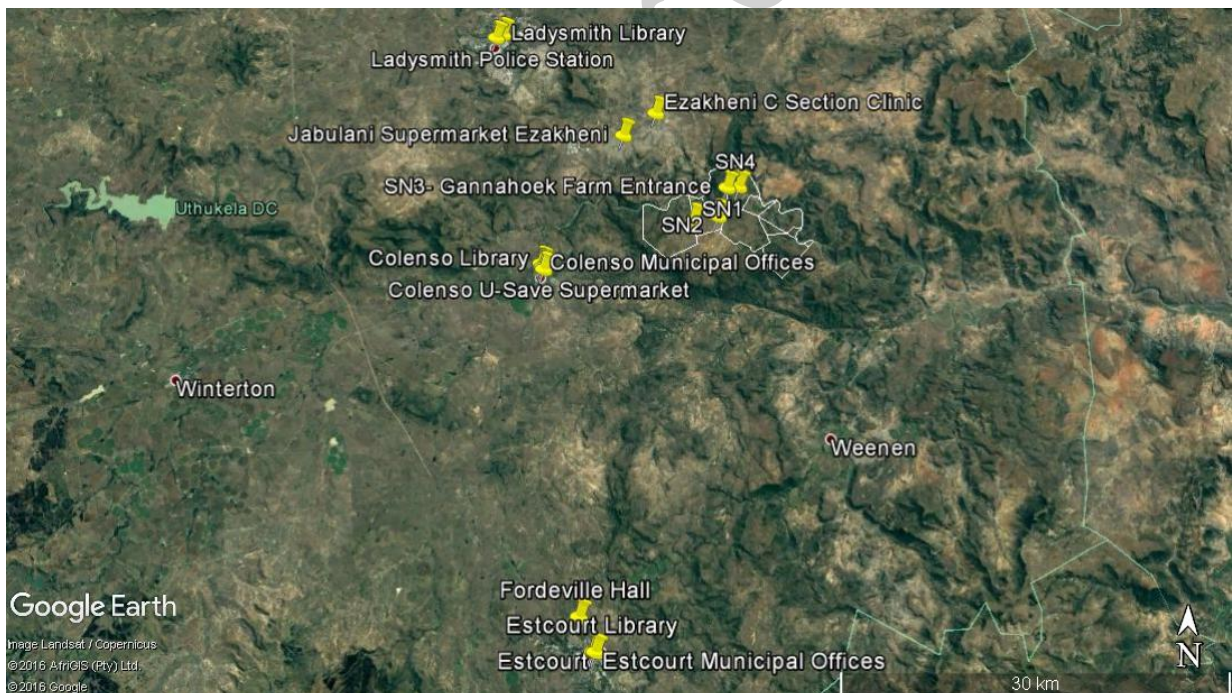 Ladysmith Library
Ladysmith Police Station
Ezakheni C Section Clinic
Jabulani Supermarket Ezakheni
SN4
SN3- Gannahoek Farm Entrance
Uthukela DC
SN1
SN2
Colenso Library
Colenso Municipal Offices
Colenso U-Save Supermarket
Winterton
Weenen
Fordeville Hall
Google Earth
Estcourt Library
Image Landsat / Copernicus
Estcourt
Estcourt Municipal Offices
© 2016 AfriGIS (Pty) Ltd.
© 2016 Google
N
30 km